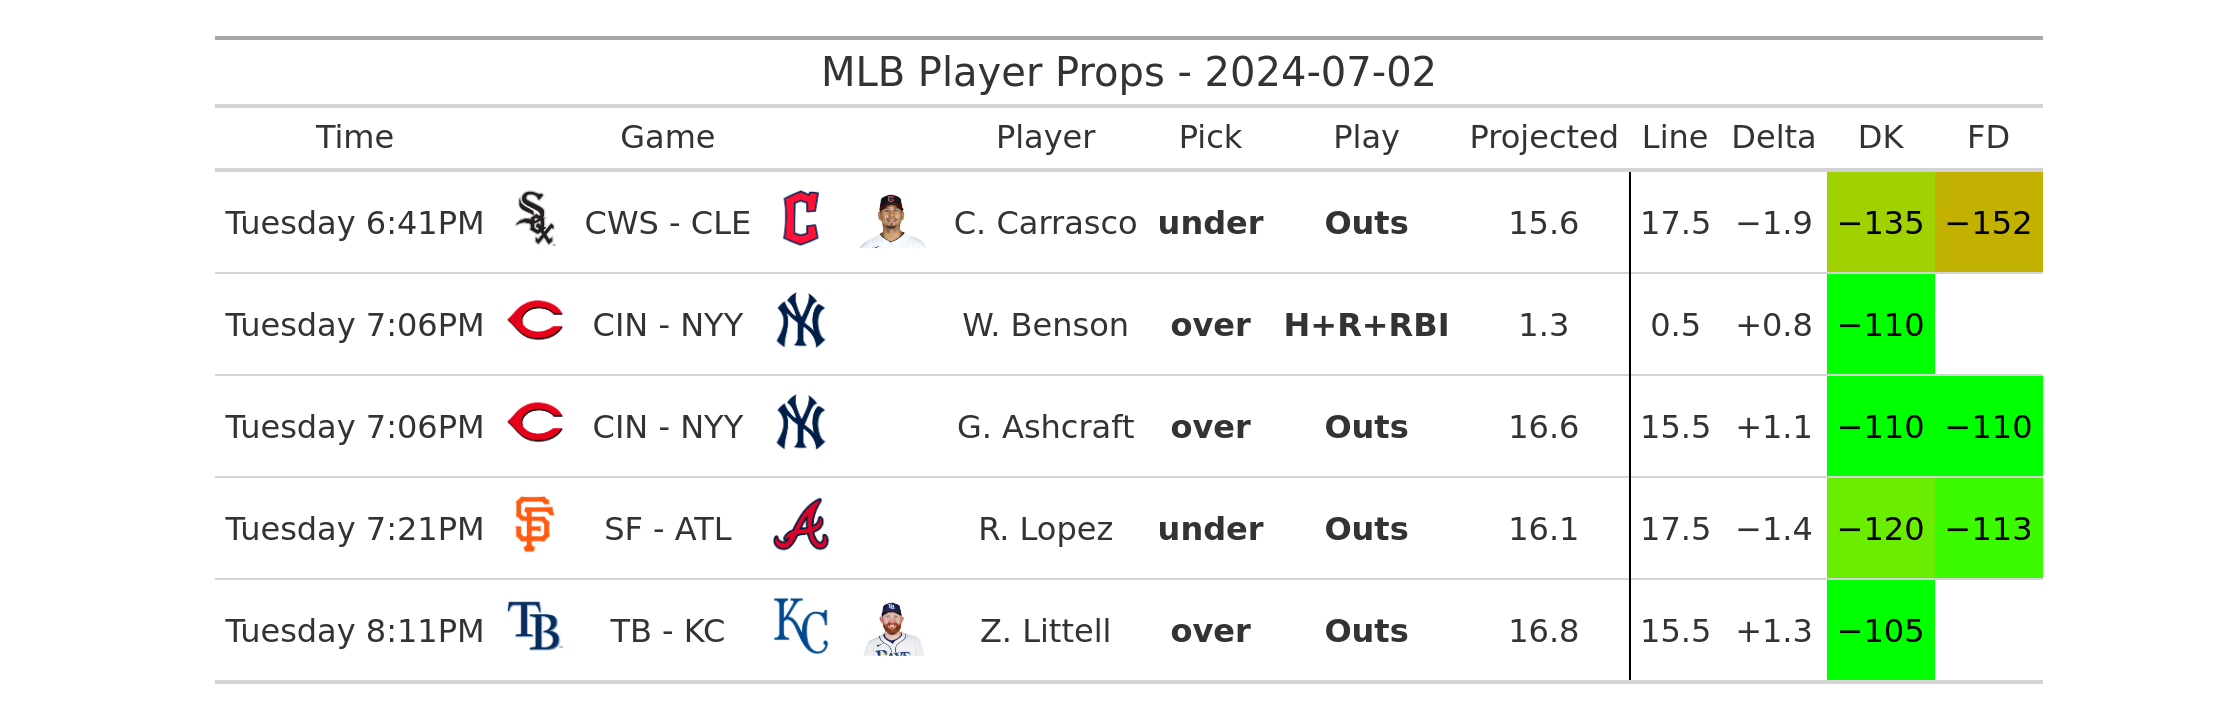 MLB Player Props - 2024-07-02
Time Game Player Pick Play Projected Line Delta DK FD
Tuesday 6:41PM CWS - CLE C. Carrasco under Outs 15.6 17.5 −1.9 −135 −152
Tuesday 7:06PM CIN - NYY W. Benson over H+R+RBI 1.3 0.5 +0.8 −110
Tuesday 7:06PM CIN - NYY G. Ashcraft over Outs 16.6 15.5 +1.1 −110 −110
Tuesday 7:21PM SF - ATL R. Lopez under Outs 16.1 17.5 −1.4 −120 −113
Tuesday 8:11PM TB - KC Z. Littell over Outs 16.8 15.5 +1.3 −105